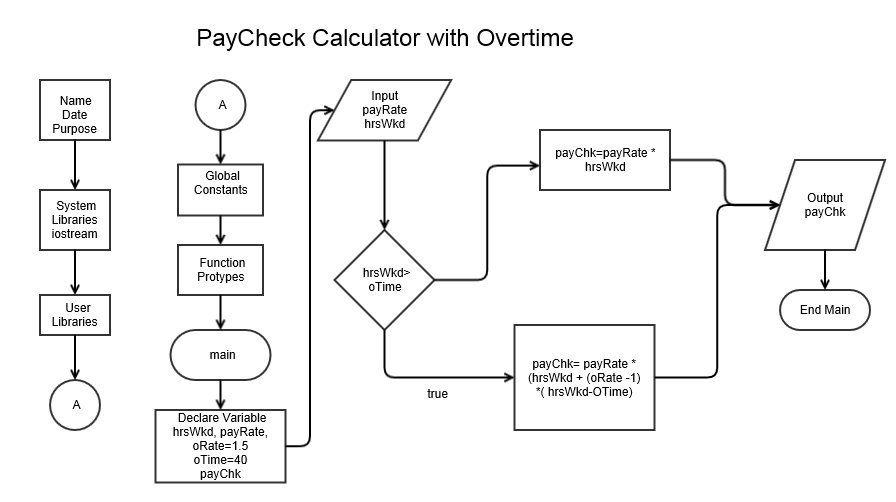 PayCheck Calculator with Overtime
Name
Date
Purpose
System
Libraries
iostream
User
Libraries
A
A
Global
Constants
Function
Protypes
main
Declare Variable
hrsWkd, payRate,
oRate=1.5
oTime=40
payChk
Input
payRate
hrsWkd
hrsWkd>
oTime
true
payChk=payRate *
hrsWkd
payChk= payRate *
(hrsWkd + (oRate -1)
*( hrsWkd-OTime)
Output
payChk
End Main